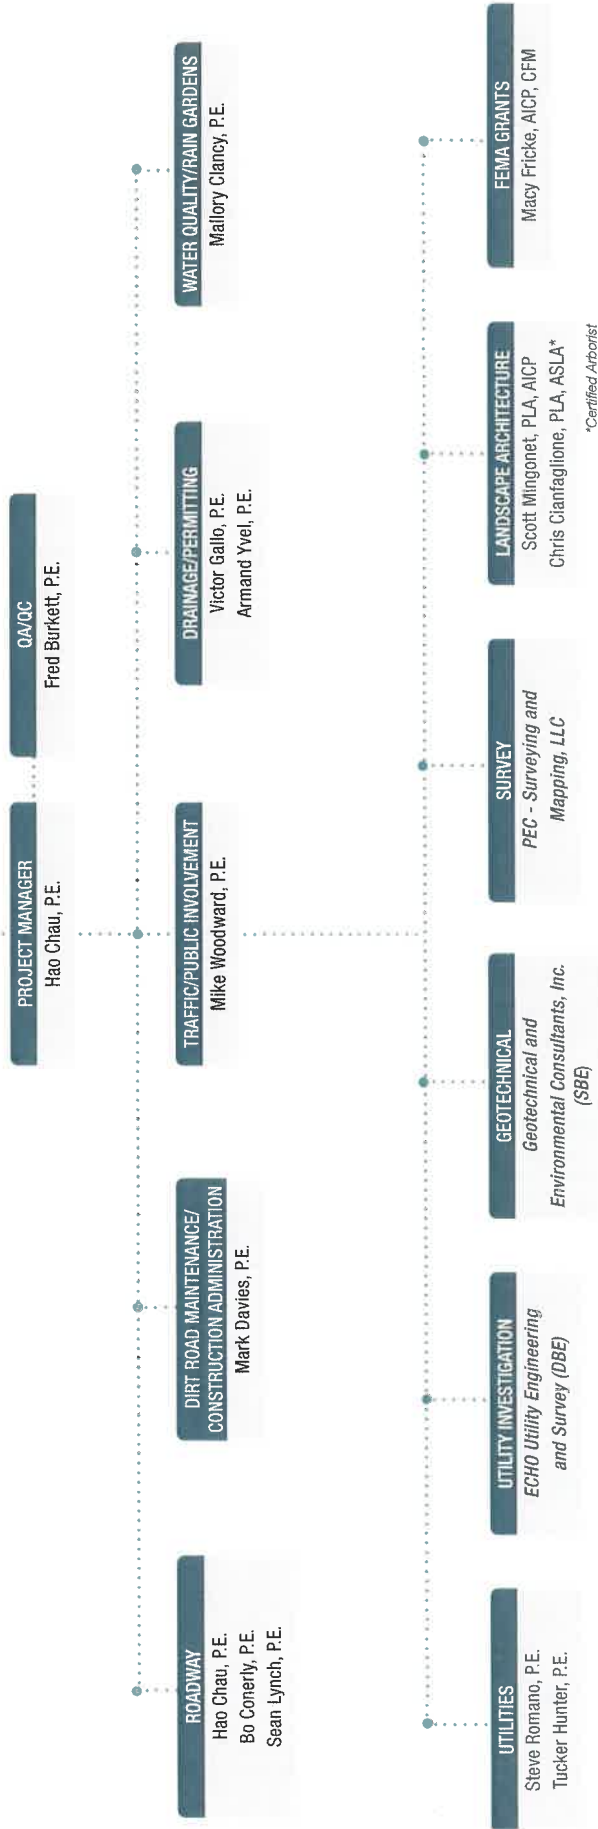 PROJECT MANAGER
Hao Chau, P.E.
QA/QC
Fred Burkett, P.E.
ROADWAY
Hao Chau, P.E.
Bo Conerly, P.E.
Sean Lynch, P.E.
DIRT ROAD MAINTENANCE/
CONSTRUCTION ADMINISTRATION
Mark Davies, P.E.
TRAFFIC/PUBLIC INVOLVEMENT
Mike Woodward, P.E.
DRAINAGE/PERMITTING
Victor Gallo, P.E.
Armand Yvel, P.E.
WATER QUALITY/RAIN GARDENS
Mallory Clancy, P.E.
UTILITIES
Steve Romano, P.E.
Tucker Hunter, P.E.
UTILITY INVESTIGATION
ECHO Utility Engineering
and Survey (DBE)
GEOTECHNICAL
Geotechnical and
Environmental Consultants, Inc.
(SBE)
SURVEY
PEC - Surveying and
Mapping, LLC
LANDSCAPE ARCHITECTURE
Scott Mingonet, PLA, AICP
Chris Cianfaglione, PLA, ASLA*
*Certified Arborist
FEMA GRANTS
Macy Fricke, AICP, CFM